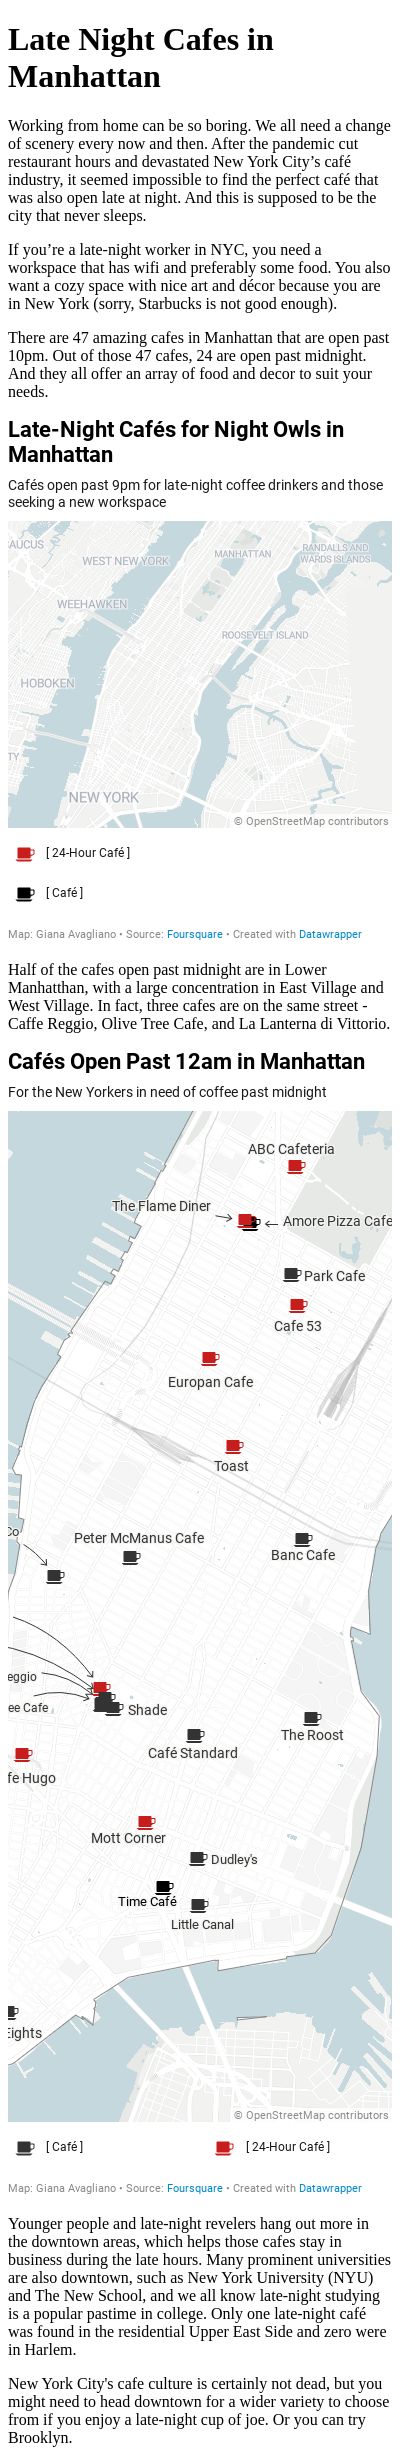 Late Night Cafes in
Manhattan
Working from home can be so boring. We all need a change
of scenery every now and then. After the pandemic cut
restaurant hours and devastated New York City’s café
industry, it seemed impossible to find the perfect café that
was also open late at night. And this is supposed to be the
city that never sleeps.
If you’re a late-night worker in NYC, you need a
workspace that has wifi and preferably some food. You also
want a cozy space with nice art and décor because you are
in New York (sorry, Starbucks is not good enough).
There are 47 amazing cafes in Manhattan that are open past
10pm. Out of those 47 cafes, 24 are open past midnight.
And they all offer an array of food and decor to suit your
needs.
Late-Night Cafés for Night Owls in
Manhattan
Cafés open past 9pm for late-night coffee drinkers and those
seeking a new workspace
AUCUS
WEST NEW YORK
MANHATTAN
RANDALLS AND
WARDS ISLANDS
WEEHAWKEN
ROOSEVELT ISLAND
HOBOKEN
TY
NEW YORK
© OpenStreetMap contributors
[ 24-Hour Café ]
[ Café ]
Map: Giana Avagliano • Source: Foursquare • Created with Datawrapper
Half of the cafes open past midnight are in Lower
Manhatthan, with a large concentration in East Village and
West Village. In fact, three cafes are on the same street -
Caffe Reggio, Olive Tree Cafe, and La Lanterna di Vittorio.
Cafés Open Past 12am in Manhattan
For the New Yorkers in need of coffee past midnight
ABC Cafeteria
The Flame Diner
Amore Pizza Cafe
Park Cafe
Cafe 53
Europan Cafe
Toast
Co
Peter McManus Cafe
Banc Cafe
eggio
ee Cafe
Shade
The Roost
Café Standard
fe Hugo
Mott Corner
Dudley's
Time Café
Little Canal
Eights
© OpenStreetMap contributors
[ Café ]
[ 24-Hour Café ]
Map: Giana Avagliano • Source: Foursquare • Created with Datawrapper
Younger people and late-night revelers hang out more in
the downtown areas, which helps those cafes stay in
business during the late hours. Many prominent universities
are also downtown, such as New York University (NYU)
and The New School, and we all know late-night studying
is a popular pastime in college. Only one late-night café
was found in the residential Upper East Side and zero were
in Harlem.
New York City's cafe culture is certainly not dead, but you
might need to head downtown for a wider variety to choose
from if you enjoy a late-night cup of joe. Or you can try
Brooklyn.